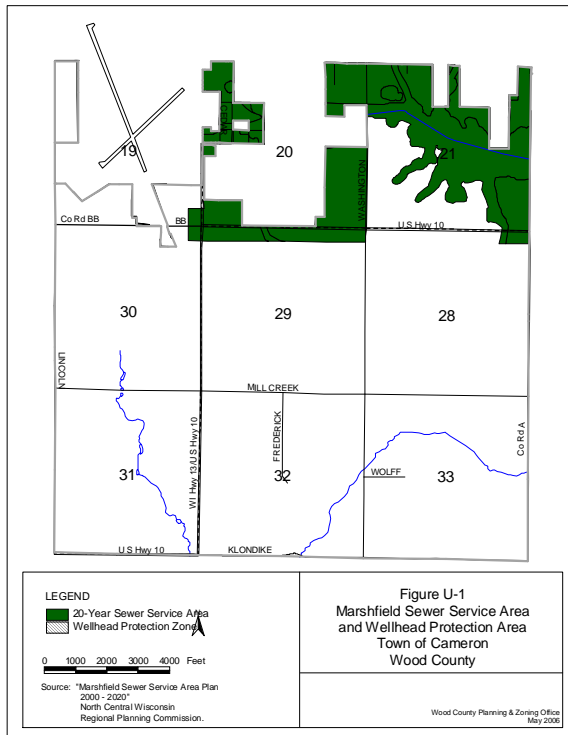 19
20
21
CEDAR
WASHINGTON
Co Rd BB
BB
U S Hwy 10
30
29
28
LINCOLN
MILL CREEK
WI Hwy 13/US Hwy 10
FREDERICK
Co Rd A
31
32
WOLFF
33
U S Hwy 10
KLONDIKE
LEGEND
20-Year Sewer Service Area
Wellhead Protection Zone
0 1000 2000 3000 4000 Feet
Source: "Marshfield Sewer Service Area Plan
2000 - 2020"
North Central Wisconsin
Regional Planning Commission.
Figure U-1
Marshfield Sewer Service Area
and Wellhead Protection Area
Town of Cameron
Wood County
Wood County Planning & Zoning Office
May 2006